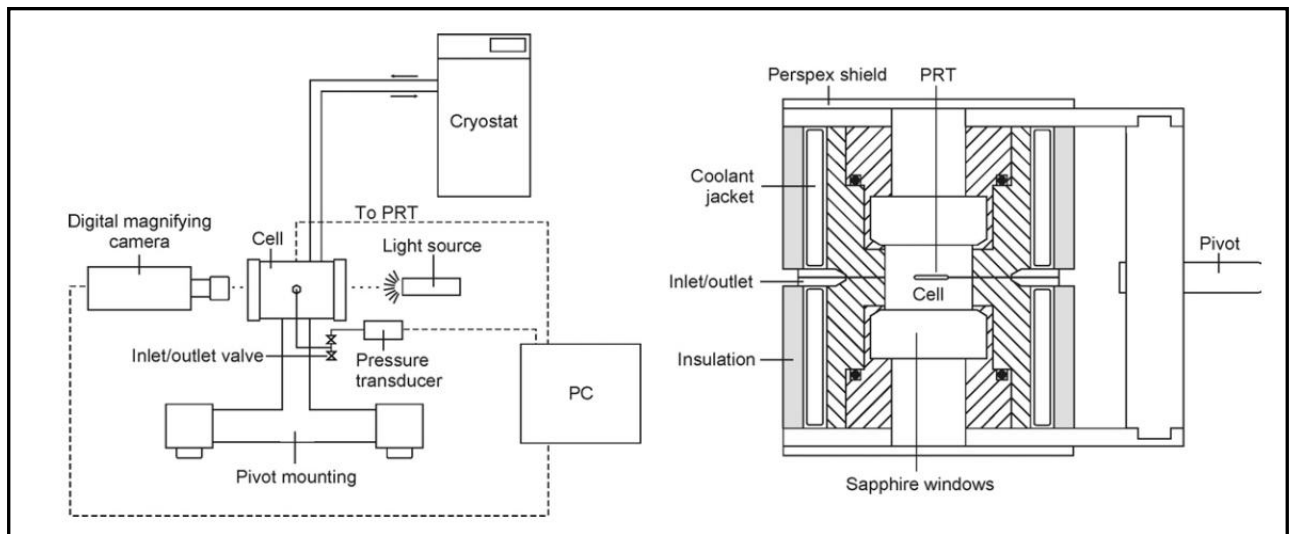 Cryostat
To PRT
Digital magnifying
camera
Cell
Light source
Inlet/outlet valve
Pressure
transducer
PC
Pivot mounting
Perspex shield
PRT
Coolant
jacket
Pivot
Inlet/outlet
Cell
Insulation
Sapphire windows